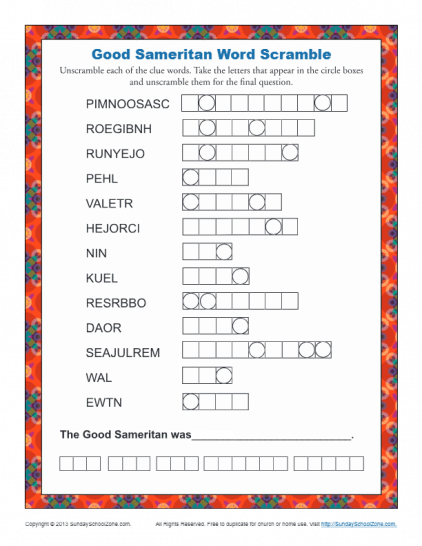 Good Sameritan Word Scramble
Unscramble each of the clue words. Take the letters that appear in the circle boxes
and unscramble them for the final question.
PIMNOOSASC
ROEGIBNH
RUNYEJO
PEHL
VALETR
HEJORCI
NIN
KUEL
RESRBBO
DAOR
SEAJULREM
WAL
EWTN
The Good Sameritan was____________________________.
Copyright © 2013 SundaySchoolZone.com. All Rights Reserved. Free to duplicate for church or home use. Visit http://SundaySchoolZone.com.